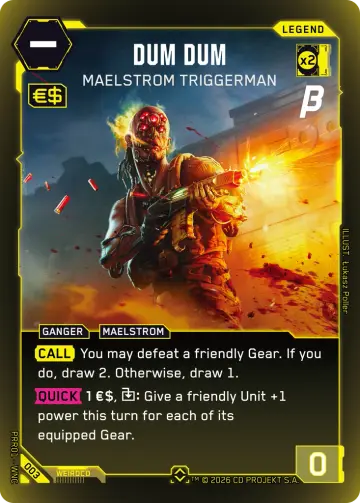 LEGEND
DUM DUM
MAELSTROM TRIGGERMAN
x2
€$
β
ILLUST. Łukasz Poller
GANGER
MAELSTROM
CALL You may defeat a friendly Gear. If you
do, draw 2. Otherwise, draw 1.
QUICK 1 €$, : Give a friendly Unit +1
power this turn for each of its
equipped Gear.
003
WEIRDCO
™ © 2026 CD PROJEKT S.A.
0